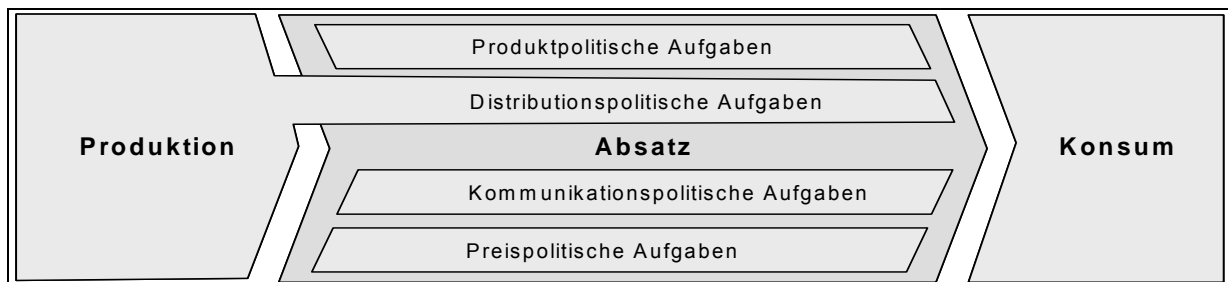 Produktpolitische Aufgaben
Distributionspolitische Aufgaben
Produktion
Absatz
Konsum
Kommunikationspolitische Aufgaben
Preispolitische Aufgaben